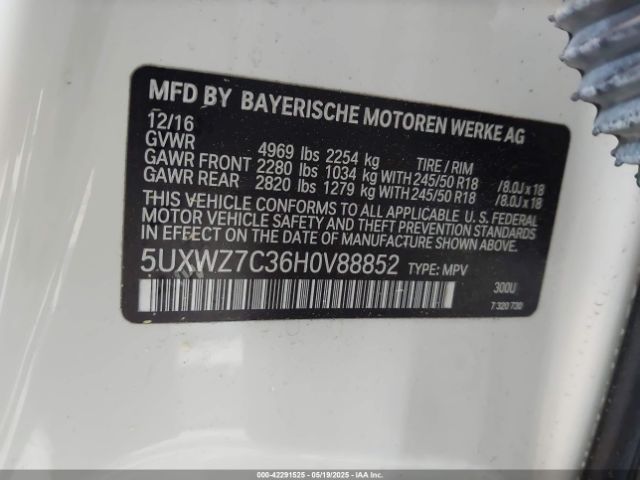 MFD BY BAYERISCHE MOTOREN WERKE AG
12/16
GVWR 4969 lbs 2254 kg TIRE / RIM
GAWR FRONT 2280 lbs 1034 kg WITH 245/50 R18 / 8.0J x 18
GAWR REAR 2820 lbs 1279 kg WITH 245/50 R18 / 8.0J x 18
THIS VEHICLE CONFORMS TO ALL APPLICABLE U.S. FEDERAL
MOTOR VEHICLE SAFETY AND THEFT PREVENTION STANDARDS
IN EFFECT ON THE DATE OF MANUFACTURE SHOWN ABOVE.
5UXWZ7C36H0V88852 TYPE: MPV
300U
7 320 730
000-42291525 - 05/19/2025 - IAAI.COM